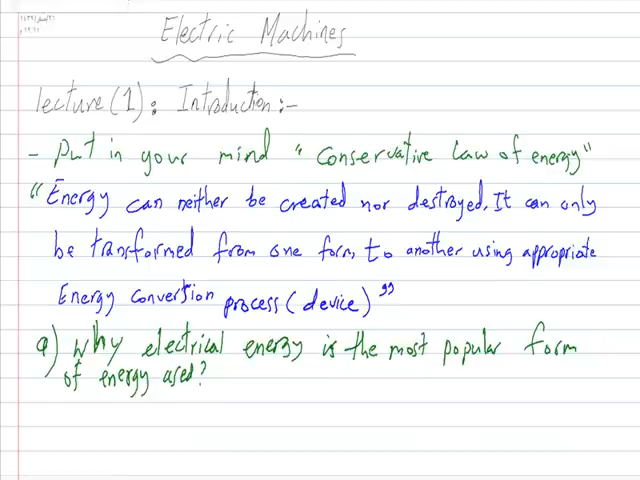 Electric Machines
lecture (1): Introduction :-
- Put in your mind "Conservative Law of energy"
"Energy can neither be created nor destroyed. It can only
be transformed from one form, to another using appropriate
Energy conversion process (device)"
Q) Why electrical energy is the most popular form
of energy used?